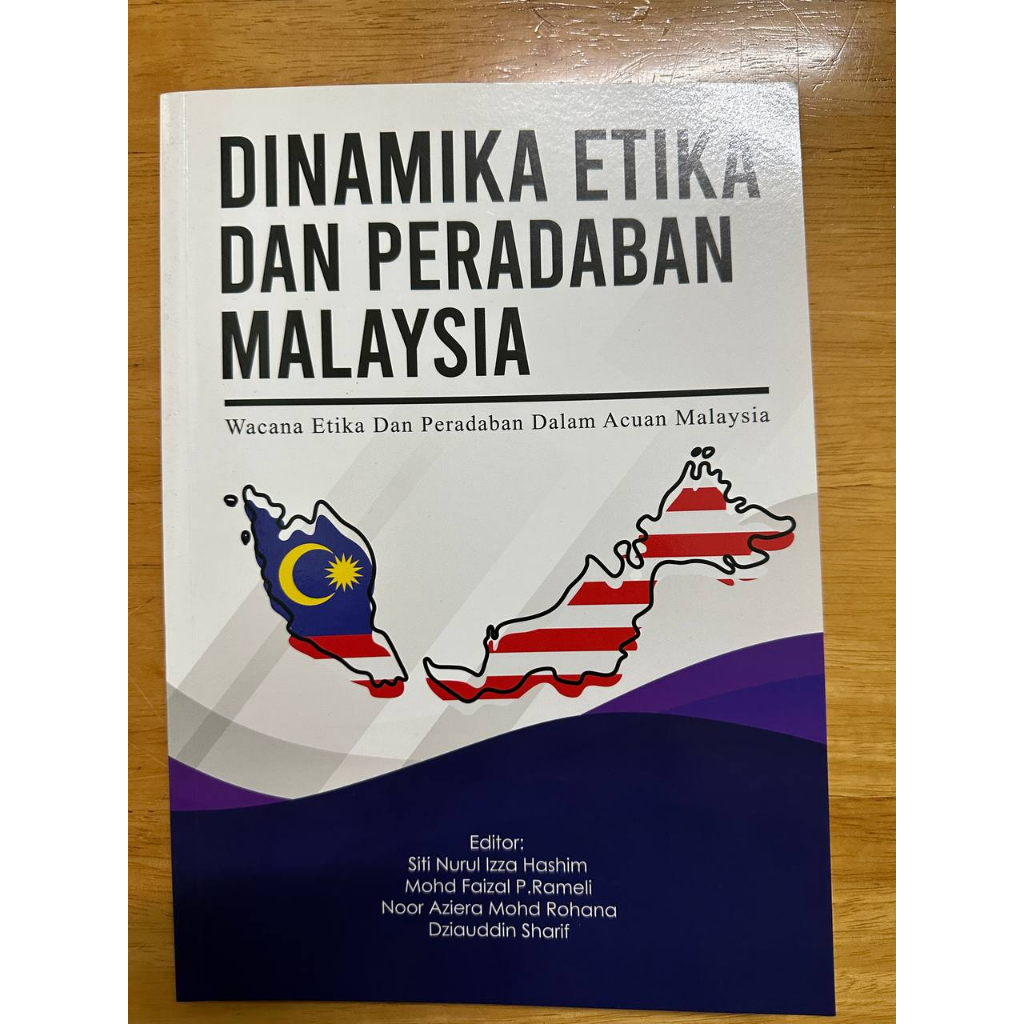 DINAMIKA ETIKA
DAN PERADABAN
MALAYSIA
Wacana Etika Dan Peradaban Dalam Acuan Malaysia
Editor:
Siti Nurul Izza Hashim
Mohd Faizal P.Rameli
Noor Aziera Mohd Rohana
Dziauddin Sharif